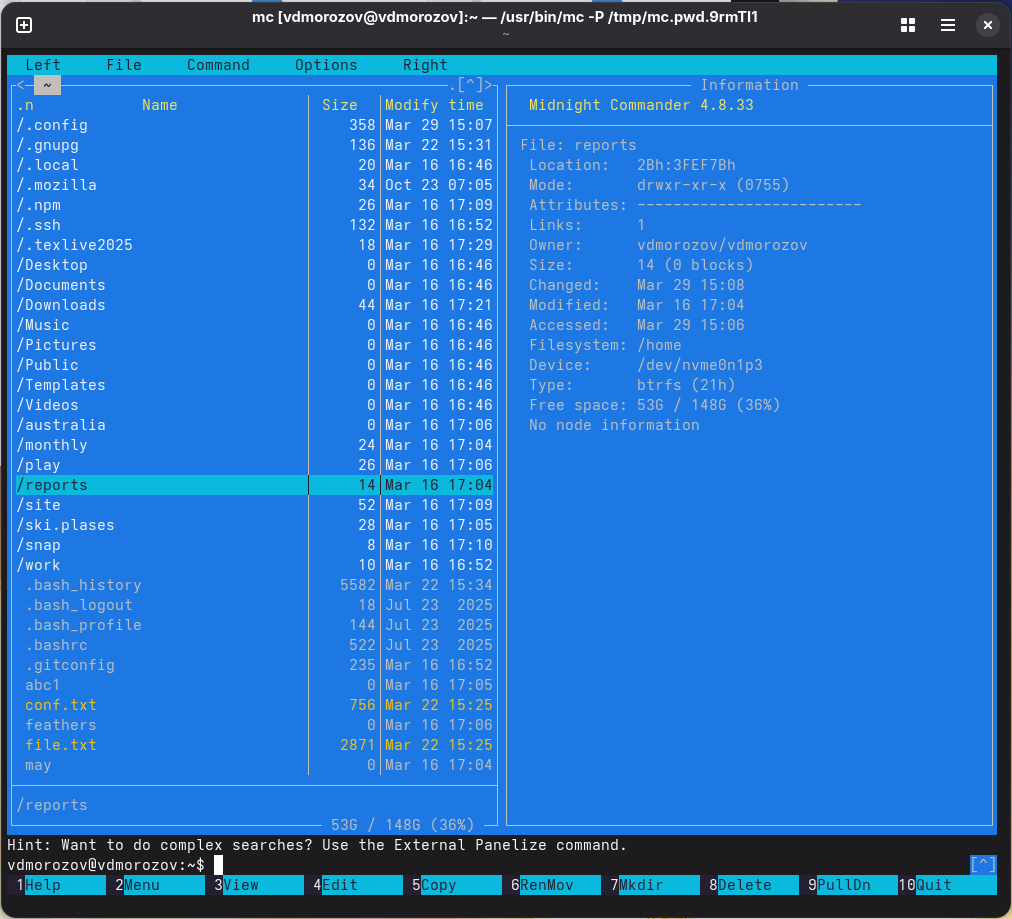 mc [vdmorozov@vdmorozov]:~ — /usr/bin/mc -P /tmp/mc.pwd.9rmTl1
~
Left File Command Options Right
<─ ~ .[^]>
.n Name Size Modify time
/.config 358 Mar 29 15:07
/.gnupg 136 Mar 22 15:31
/.local 20 Mar 16 16:46
/.mozilla 34 Oct 23 07:05
/.npm 26 Mar 16 17:09
/.ssh 132 Mar 16 16:52
/.texlive2025 18 Mar 16 17:29
/Desktop 0 Mar 16 16:46
/Documents 0 Mar 16 16:46
/Downloads 44 Mar 16 17:21
/Music 0 Mar 16 16:46
/Pictures 0 Mar 16 16:46
/Public 0 Mar 16 16:46
/Templates 0 Mar 16 16:46
/Videos 0 Mar 16 16:46
/australia 0 Mar 16 17:06
/monthly 24 Mar 16 17:04
/play 26 Mar 16 17:06
/reports 14 Mar 16 17:04
/site 52 Mar 16 17:09
/ski.plases 28 Mar 16 17:05
/snap 8 Mar 16 17:10
/work 10 Mar 16 16:52
.bash_history 5582 Mar 22 15:34
.bash_logout 18 Jul 23 2025
.bash_profile 144 Jul 23 2025
.bashrc 522 Jul 23 2025
.gitconfig 235 Mar 16 16:52
abc1 0 Mar 16 17:05
conf.txt 756 Mar 22 15:25
feathers 0 Mar 16 17:06
file.txt 2871 Mar 22 15:25
may 0 Mar 16 17:04
/reports
53G / 148G (36%)
Information
Midnight Commander 4.8.33
File: reports
Location: 2Bh:3FEF7Bh
Mode: drwxr-xr-x (0755)
Attributes: -------------------------
Links: 1
Owner: vdmorozov/vdmorozov
Size: 14 (0 blocks)
Changed: Mar 29 15:08
Modified: Mar 16 17:04
Accessed: Mar 29 15:06
Filesystem: /home
Device: /dev/nvme0n1p3
Type: btrfs (21h)
Free space: 53G / 148G (36%)
No node information
Hint: Want to do complex searches? Use the External Panelize command.
vdmorozov@vdmorozov:~$ [^]
1Help 2Menu 3View 4Edit 5Copy 6RenMov 7Mkdir 8Delete 9PullDn 10Quit